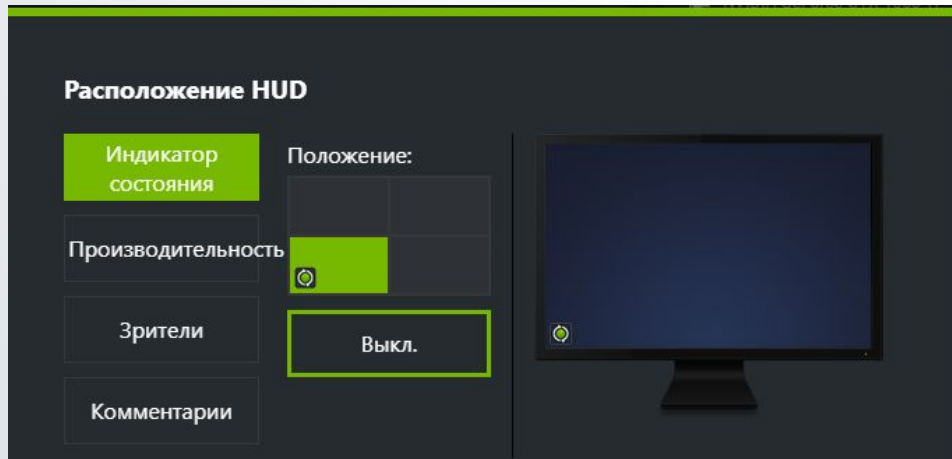 Расположение HUD
Индикатор
состояния
Положение:
Производительность
Зрители
Выкл.
Комментарии